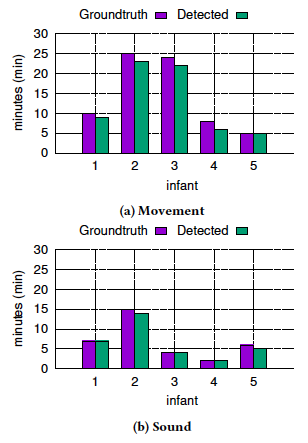 Groundtruth Detected
30
25
20
15
10
5
0
minutes (min)
1 2 3 4 5
infant
(a) Movement
Groundtruth Detected
30
25
20
15
10
5
0
minutes (min)
1 2 3 4 5
infant
(b) Sound